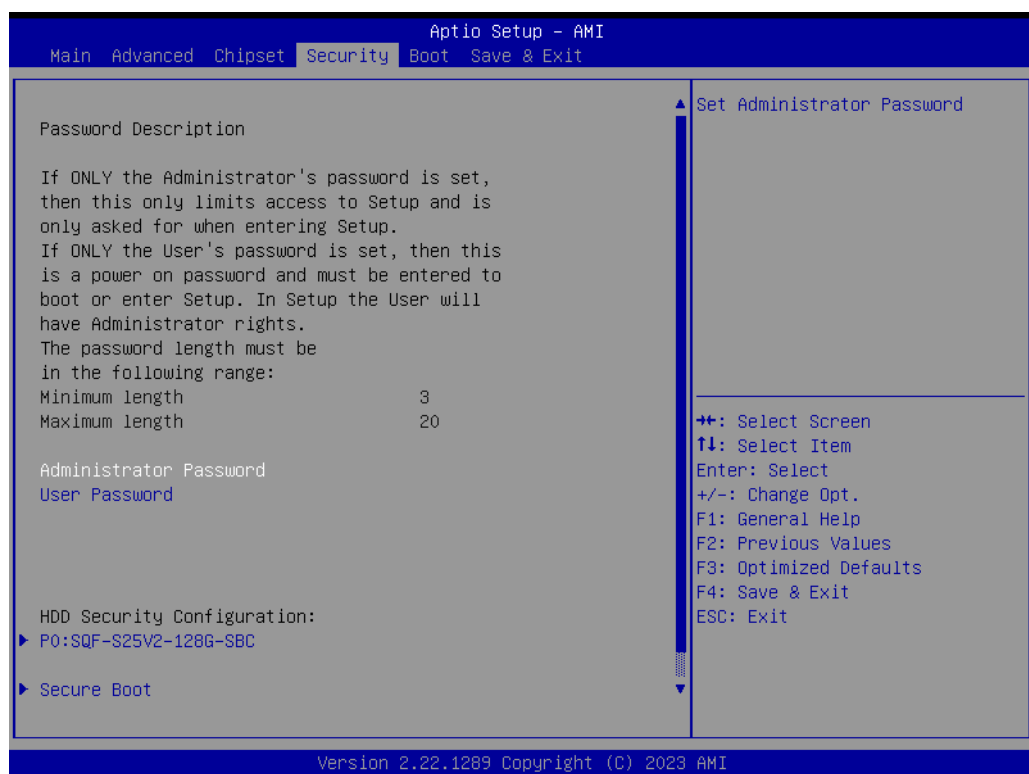 Aptio Setup – AMI
Main Advanced Chipset Security Boot Save & Exit
Password Description
If ONLY the Administrator's password is set,
then this only limits access to Setup and is
only asked for when entering Setup.
If ONLY the User's password is set, then this
is a power on password and must be entered to
boot or enter Setup. In Setup the User will
have Administrator rights.
The password length must be
in the following range:
Minimum length 3
Maximum length 20
Administrator Password
User Password
HDD Security Configuration:
P0:SQF-S25V2-128G-SBC
Secure Boot
Set Administrator Password
→←: Select Screen
↑↓: Select Item
Enter: Select
+/-: Change Opt.
F1: General Help
F2: Previous Values
F3: Optimized Defaults
F4: Save & Exit
ESC: Exit
Version 2.22.1289 Copyright (C) 2023 AMI